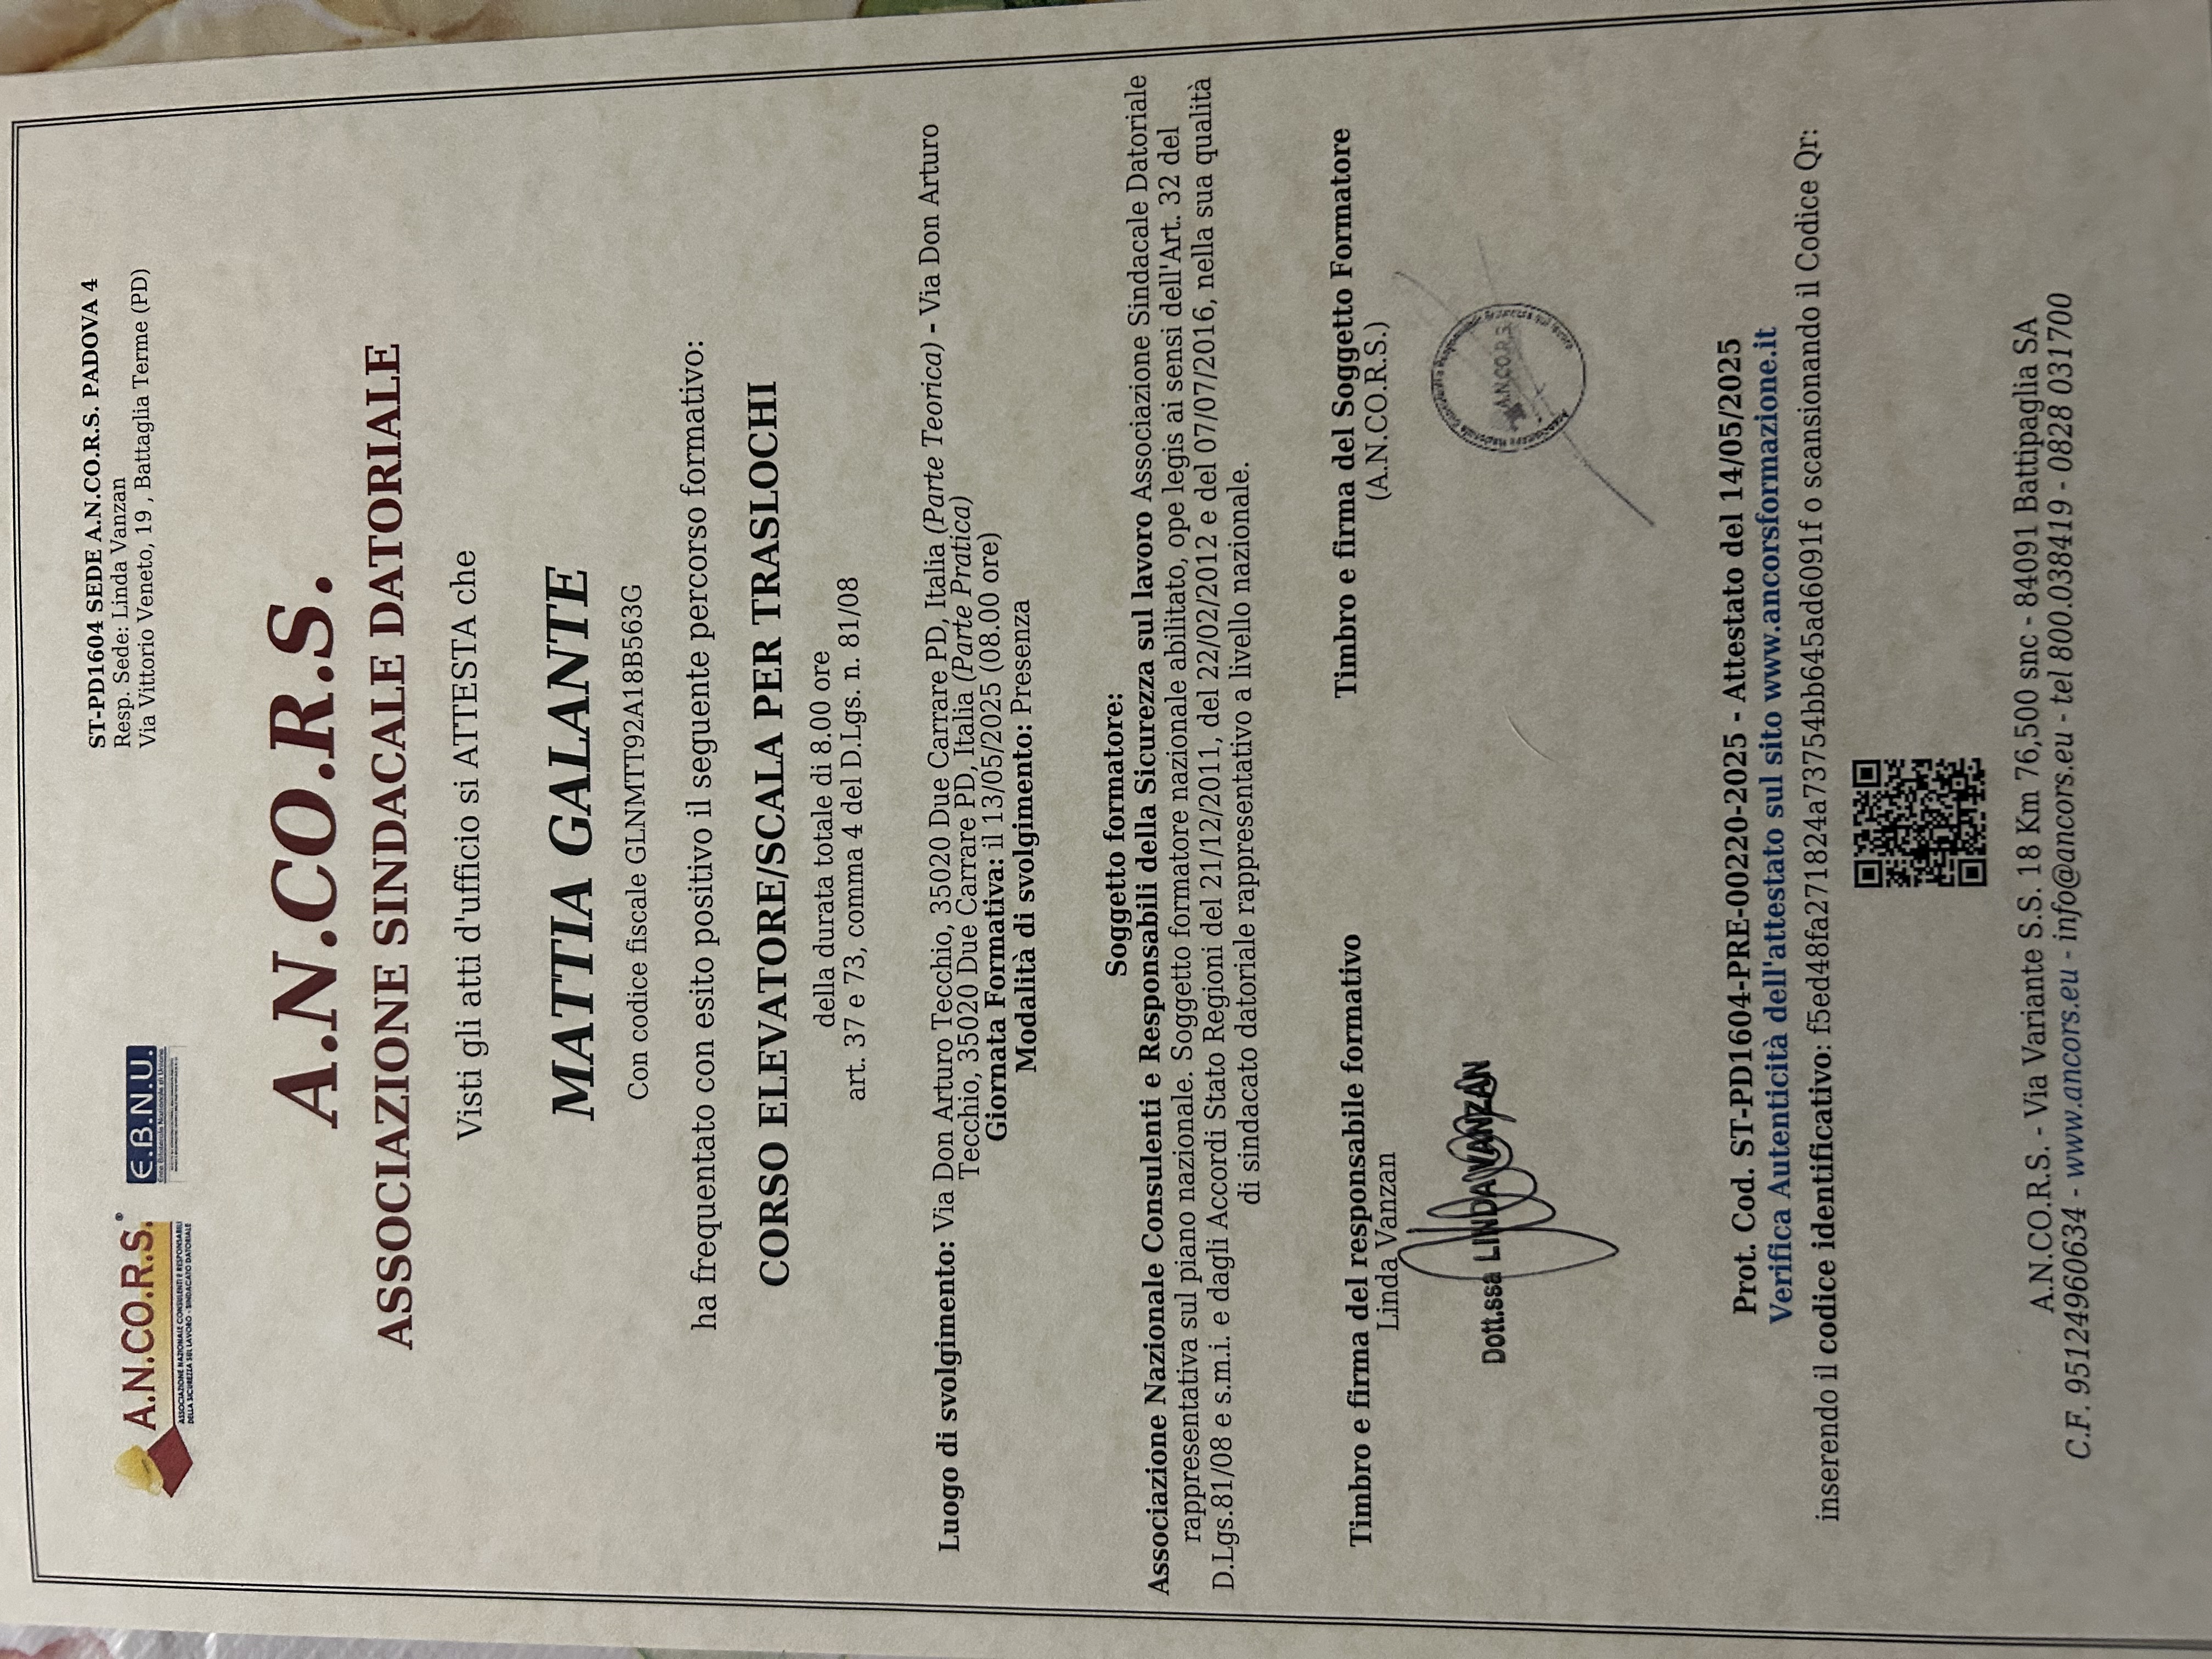 A.N.CO.R.S.®
ASSOCIAZIONE NAZIONALE CONSULENTI E RESPONSABILI
DELLA SICUREZZA SUL LAVORO - SINDACATO DATORIALE
E.B.N.U.
ST-PD1604 SEDE A.N.CO.R.S. PADOVA 4
Resp. Sede: Linda Vanzan
Via Vittorio Veneto, 19 , Battaglia Terme (PD)
A.N.CO.R.S.
ASSOCIAZIONE SINDACALE DATORIALE
Visti gli atti d'ufficio si ATTESTA che
MATTIA GALANTE
Con codice fiscale GLNMTT92A18B563G
ha frequentato con esito positivo il seguente percorso formativo:
CORSO ELEVATORE/SCALA PER TRASLOCHI
della durata totale di 8.00 ore
art. 37 e 73, comma 4 del D.Lgs. n. 81/08
Luogo di svolgimento: Via Don Arturo Tecchio, 35020 Due Carrare PD, Italia (Parte Teorica) - Via Don Arturo
Tecchio, 35020 Due Carrare PD, Italia (Parte Pratica)
Giornata Formativa: il 13/05/2025 (08.00 ore)
Modalità di svolgimento: Presenza
Soggetto formatore:
Associazione Nazionale Consulenti e Responsabili della Sicurezza sul lavoro Associazione Sindacale Datoriale
rappresentativa sul piano nazionale. Soggetto formatore nazionale abilitato, ope legis ai sensi dell'Art. 32 del
D.Lgs.81/08 e s.m.i. e dagli Accordi Stato Regioni del 21/12/2011, del 22/02/2012 e del 07/07/2016, nella sua qualità
di sindacato datoriale rappresentativo a livello nazionale.
Timbro e firma del responsabile formativo
Linda Vanzan
Dott.ssa LINDA VANZAN
Timbro e firma del Soggetto Formatore
(A.N.CO.R.S.)
A.N.CO.R.S.
Prot. Cod. ST-PD1604-PRE-00220-2025 - Attestato del 14/05/2025
Verifica Autenticità dell'attestato sul sito www.ancorsformazione.it
inserendo il codice identificativo: f5ed48fa271824a73754bb645ad6091f o scansionando il Codice Qr:
A.N.CO.R.S. - Via Variante S.S. 18 Km 76,500 snc - 84091 Battipaglia SA
C.F. 95124960634 - www.ancors.eu - info@ancors.eu - tel 800.038419 - 0828 031700